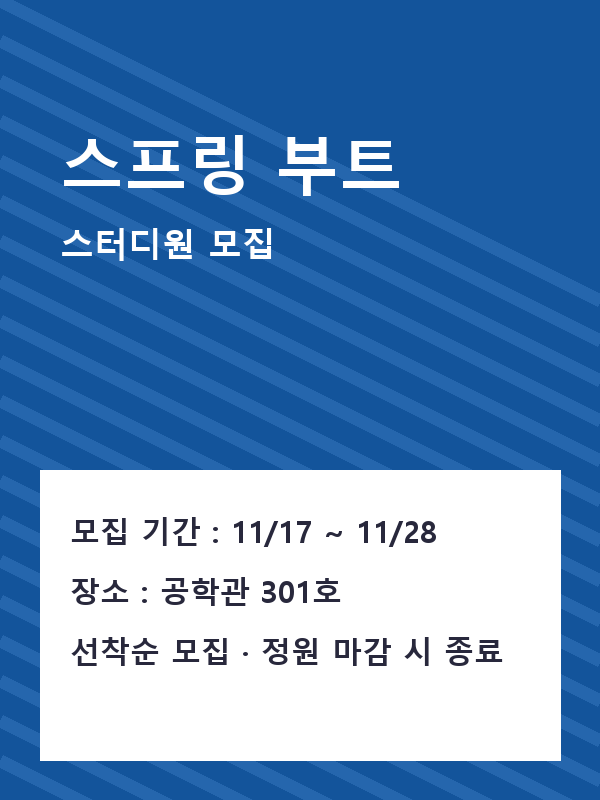 스프링 부트
스터디원 모집
모집 기간 : 11/17 ~ 11/28
장소 : 공학관 301호
선착순 모집 · 정원 마감 시 종료